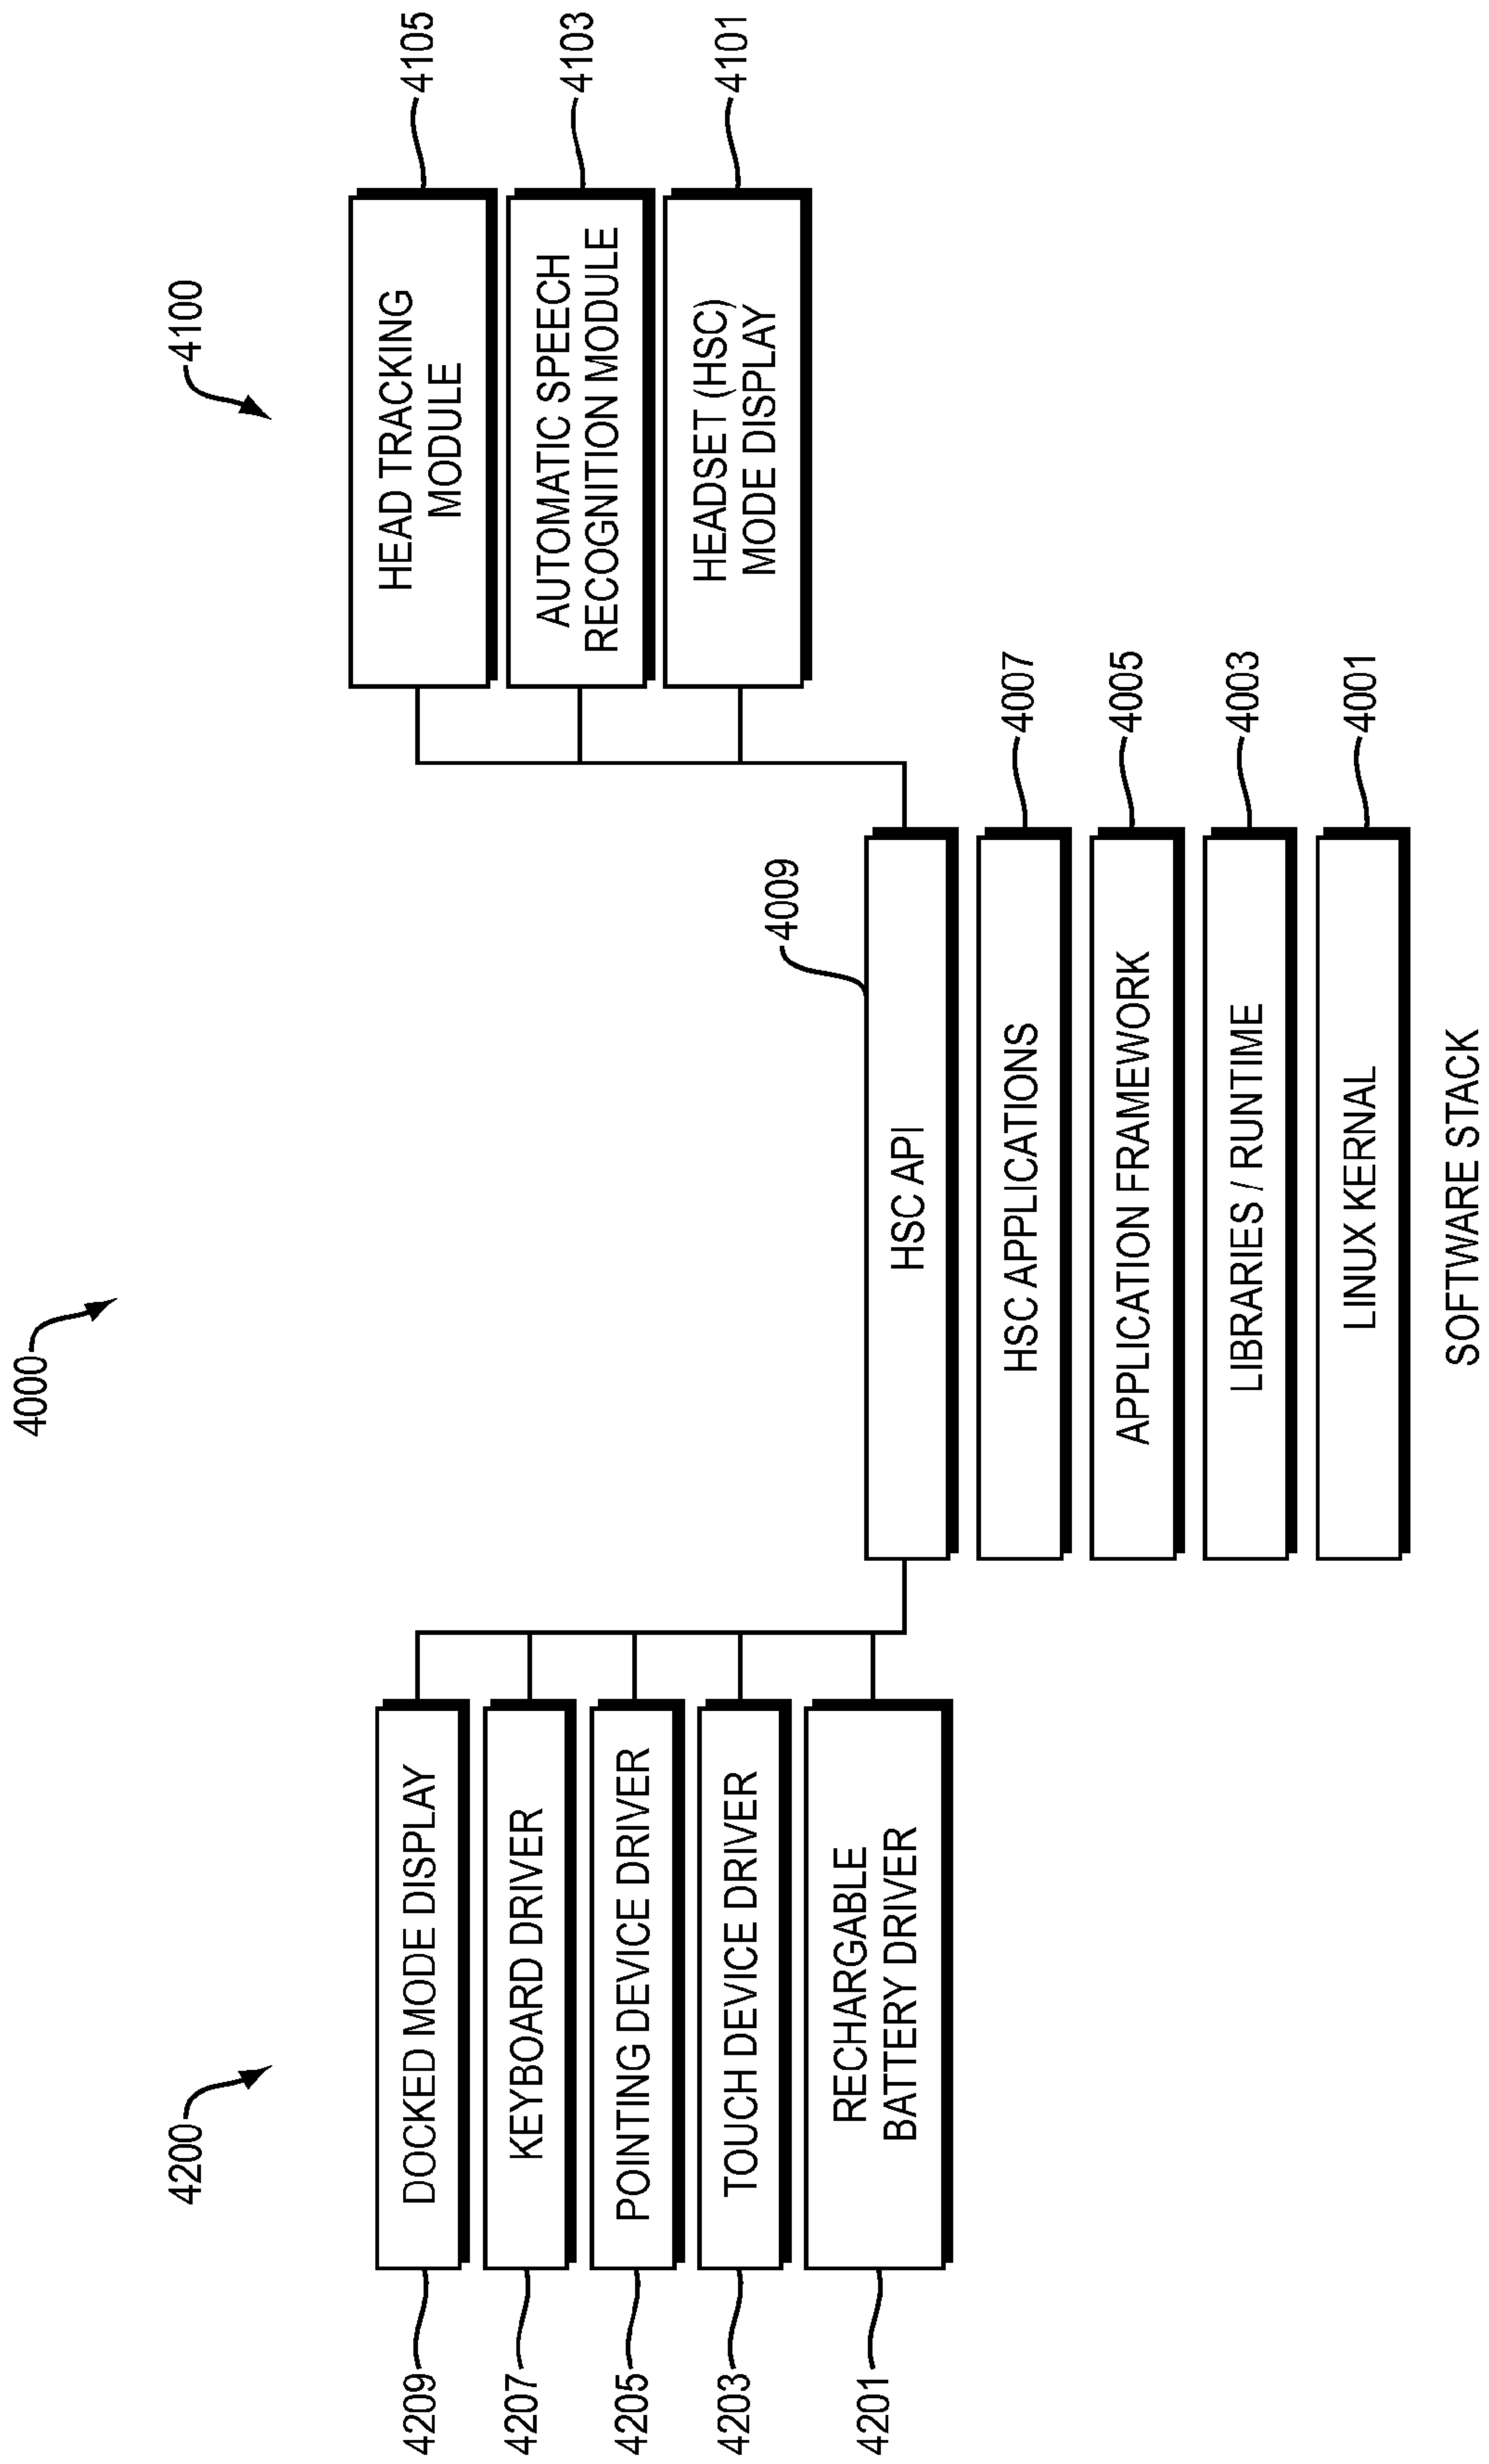 4000
4200
4100
4209
DOCKED MODE DISPLAY
4207
KEYBOARD DRIVER
4205
POINTING DEVICE DRIVER
4203
TOUCH DEVICE DRIVER
4201
RECHARGABLE
BATTERY DRIVER
HEAD TRACKING
MODULE
4105
AUTOMATIC SPEECH
RECOGNITION MODULE
4103
HEADSET (HSC)
MODE DISPLAY
4101
4009
HSC API
HSC APPLICATIONS
4007
APPLICATION FRAMEWORK
4005
LIBRARIES / RUNTIME
4003
LINUX KERNAL
4001
SOFTWARE STACK